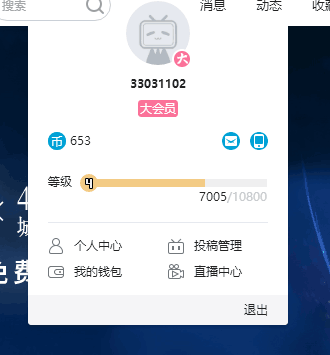 搜索
消息 动态 收藏
大
33031102
大会员
币 653
等级 4
7005/10800
个人中心 投稿管理
我的钱包 直播中心
免费
退出